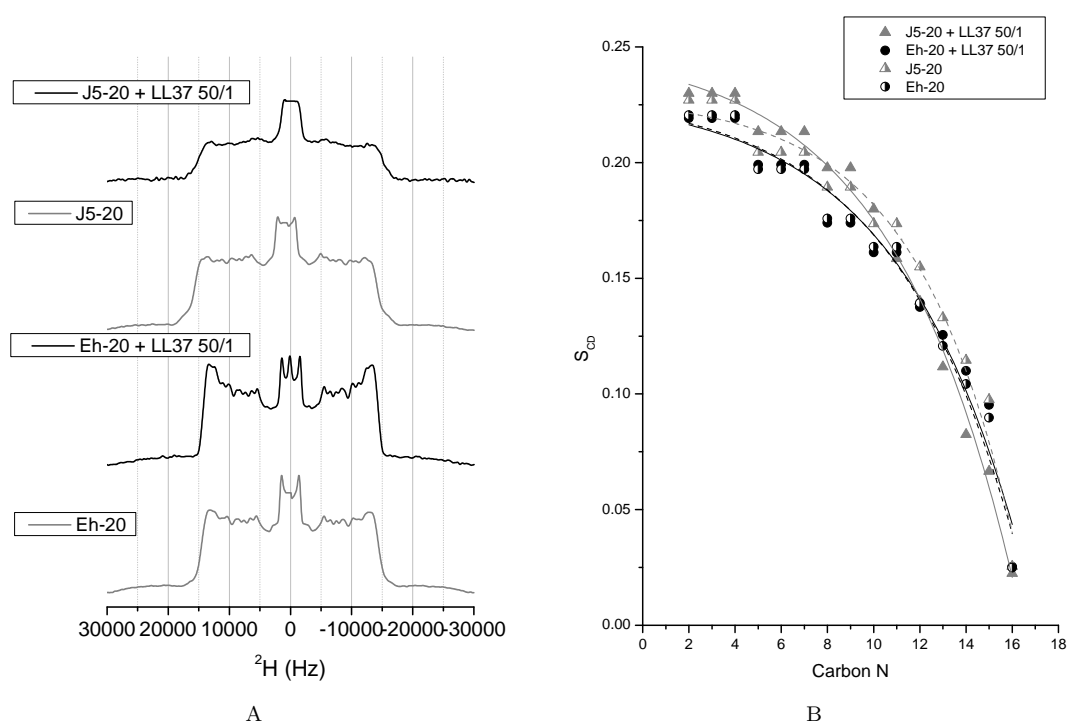 J5-20 + LL37 50/1
J5-20
Eh-20 + LL37 50/1
Eh-20
30000 20000 10000 0 -10000 -20000 -30000
²H (Hz)
A
J5-20 + LL37 50/1
Eh-20 + LL37 50/1
J5-20
Eh-20
0.25
0.20
0.15
0.10
0.05
0.00
S_CD
0 2 4 6 8 10 12 14 16 18
Carbon N
B